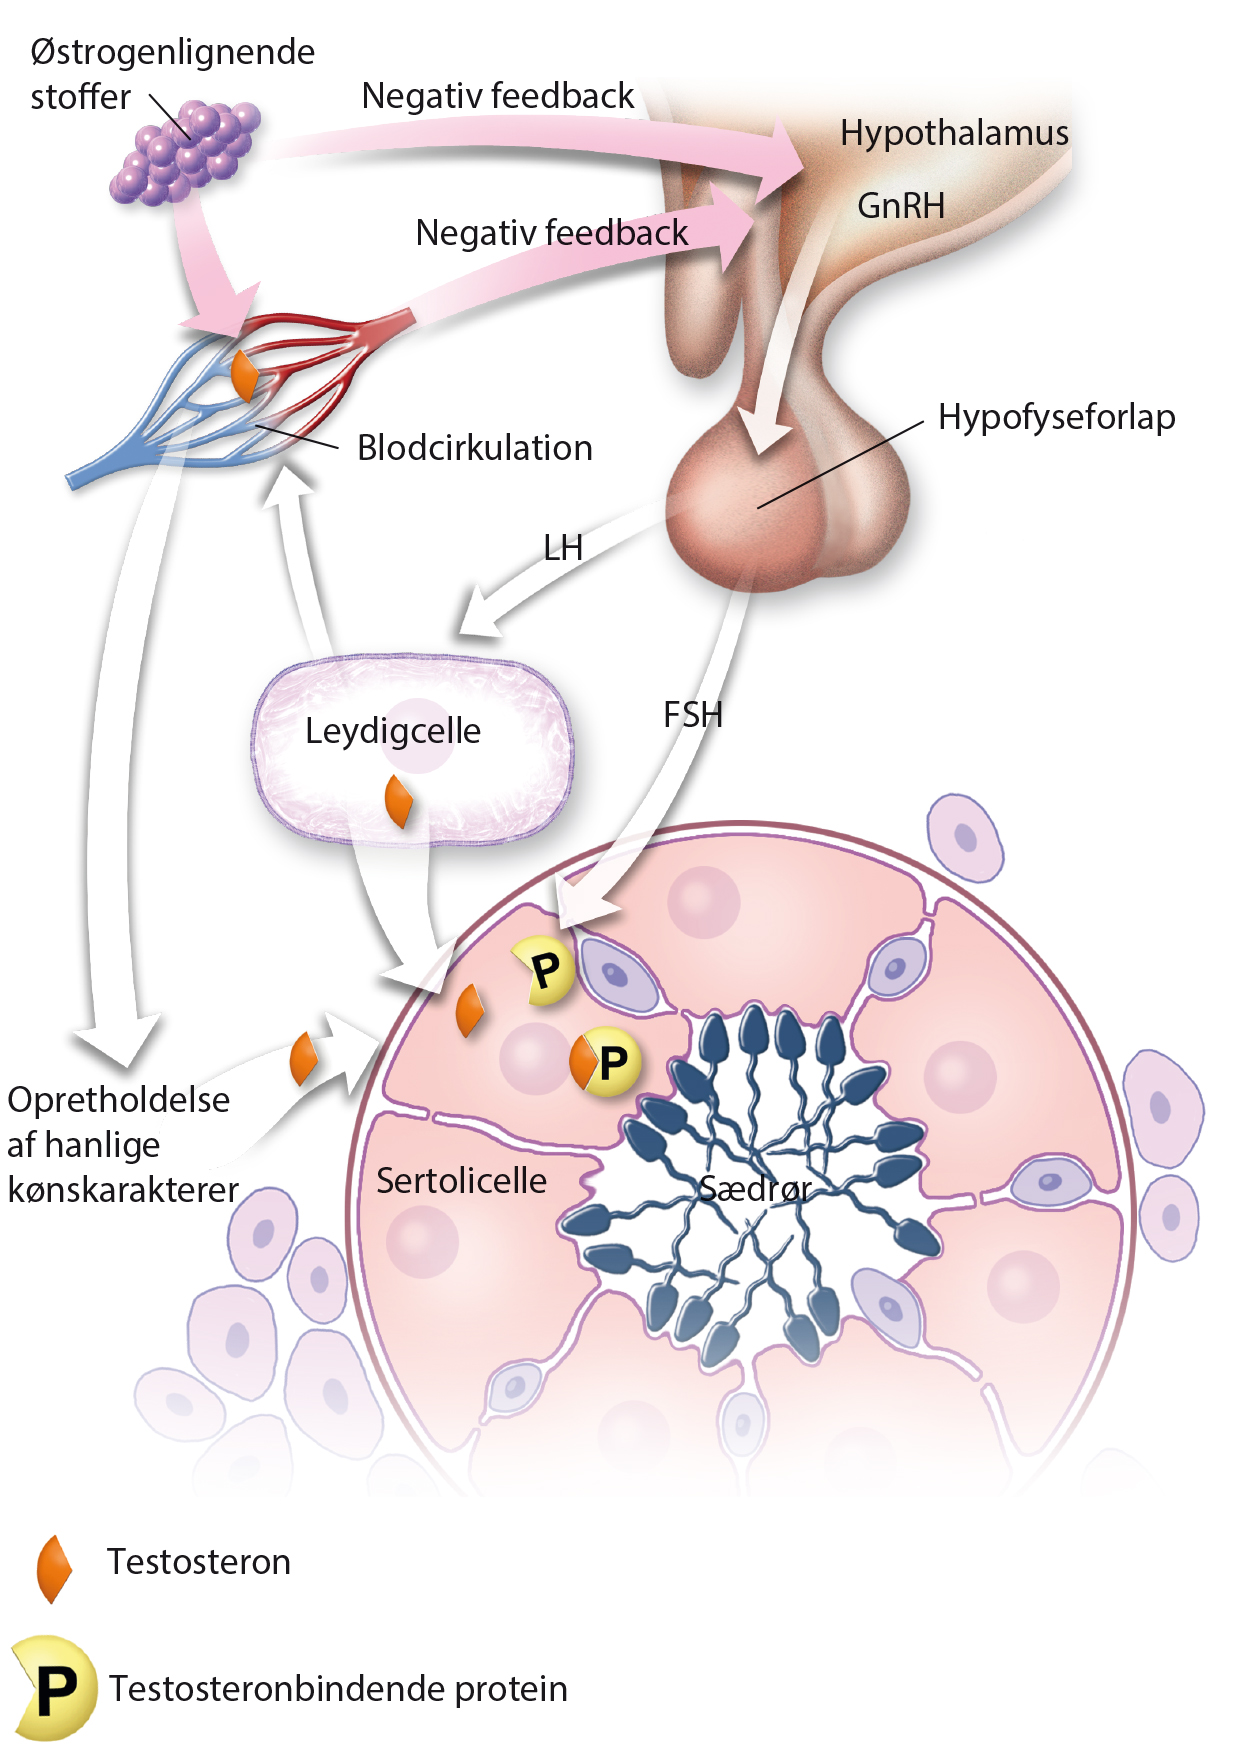 Østrogenlignende
stoffer
Negativ feedback
Hypothalamus
GnRH
Negativ feedback
Hypofyseforlap
Blodcirkulation
LH
FSH
Leydigcelle
P
P
Opretholdelse
af hanlige
kønskarakterer
Sertolicelle
Sædrør
Testosteron
P
Testosteronbindende protein